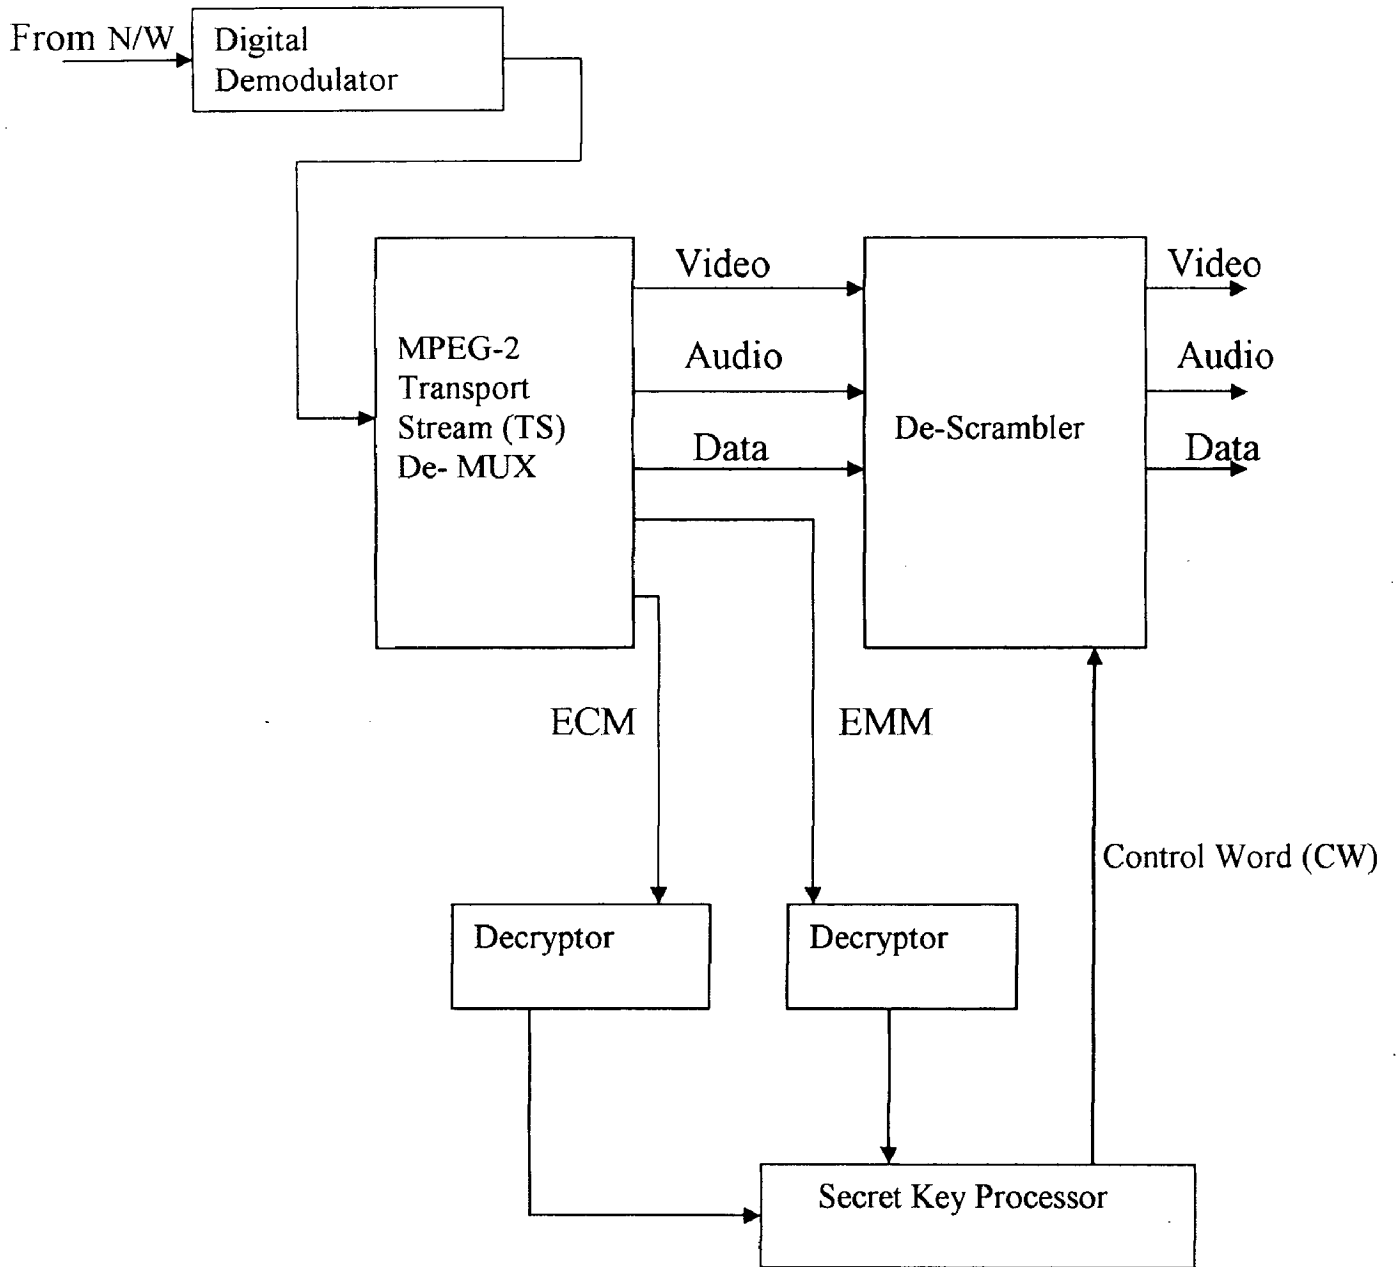 From N/W
Digital
Demodulator
Video
Video
MPEG-2
Transport
Stream (TS)
De- MUX
Audio
Audio
De-Scrambler
Data
Data
ECM
EMM
Control Word (CW)
Decryptor
Decryptor
Secret Key Processor